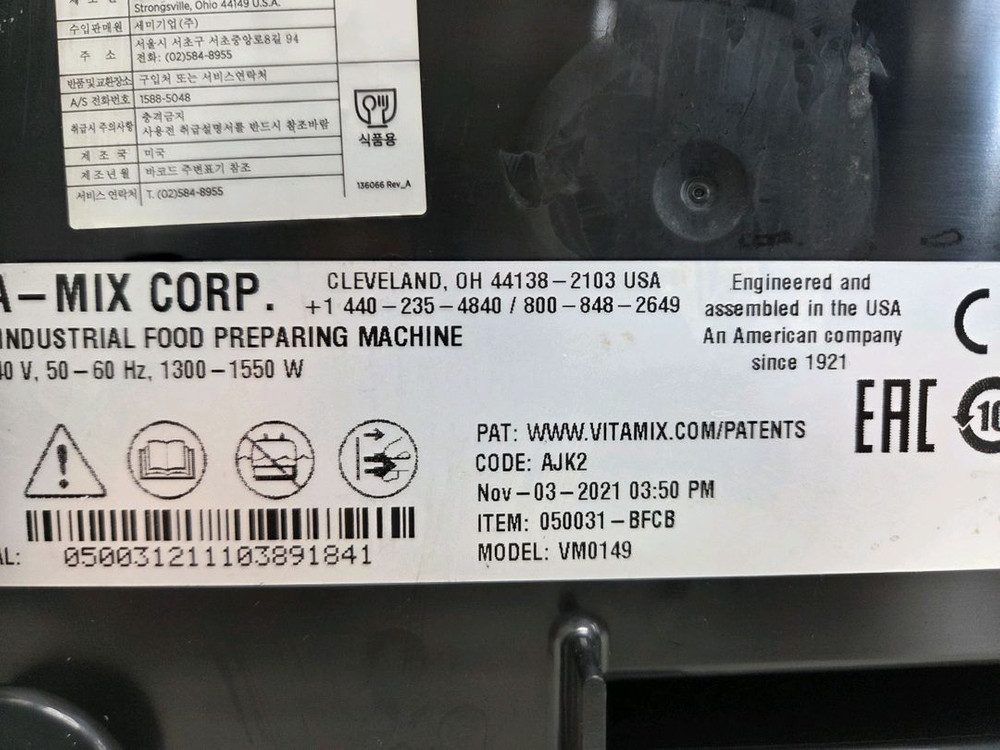 Strongsville, Ohio 44149 U.S.A.
수입판매원 세미기업(주)
주 소 서울시 서초구 서초중앙로8길 94
전화: (02)584-8955
반품및교환장소 구입처 또는 서비스연락처
A/S 전화번호 1588-5048
취급시 주의사항 충격금지
사용전 취급설명서를 반드시 참조바람
제 조 국 미국
제 조 년 월 바코드 주변표기 참조
서비스 연락처 T. (02)584-8955
식품용
136066 Rev_A
A-MIX CORP.
CLEVELAND, OH 44138-2103 USA
+1 440-235-4840 / 800-848-2649
INDUSTRIAL FOOD PREPARING MACHINE
40 V, 50-60 Hz, 1300-1550 W
Engineered and
assembled in the USA
An American company
since 1921
CE
EAC
10
PAT: WWW.VITAMIX.COM/PATENTS
CODE: AJK2
Nov-03-2021 03:50 PM
ITEM: 050031-BFCB
MODEL: VM0149
AL: 050031211103891841